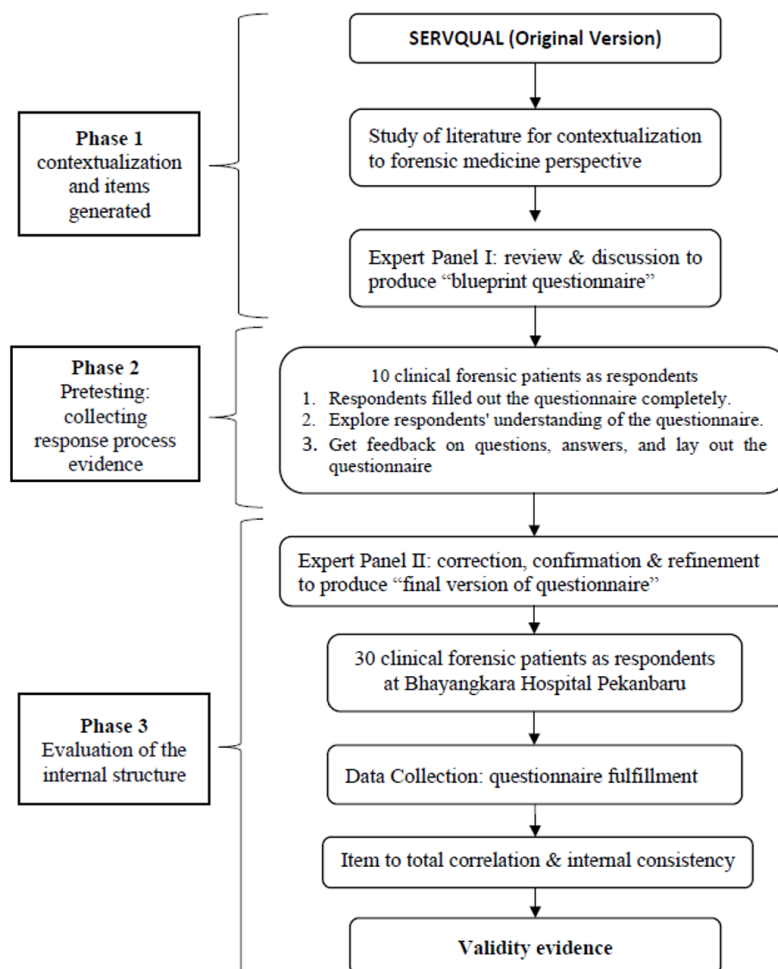 SERVQUAL (Original Version)
Phase 1
contextualization
and items
generated
Study of literature for contextualization
to forensic medicine perspective
Expert Panel I: review & discussion to
produce “blueprint questionnaire”
Phase 2
Pretesting:
collecting
response process
evidence
10 clinical forensic patients as respondents
1. Respondents filled out the questionnaire completely.
2. Explore respondents' understanding of the questionnaire.
3. Get feedback on questions, answers, and lay out the
questionnaire
Expert Panel II: correction, confirmation & refinement
to produce “final version of questionnaire”
30 clinical forensic patients as respondents
at Bhayangkara Hospital Pekanbaru
Phase 3
Evaluation of the
internal structure
Data Collection: questionnaire fulfillment
Item to total correlation & internal consistency
Validity evidence